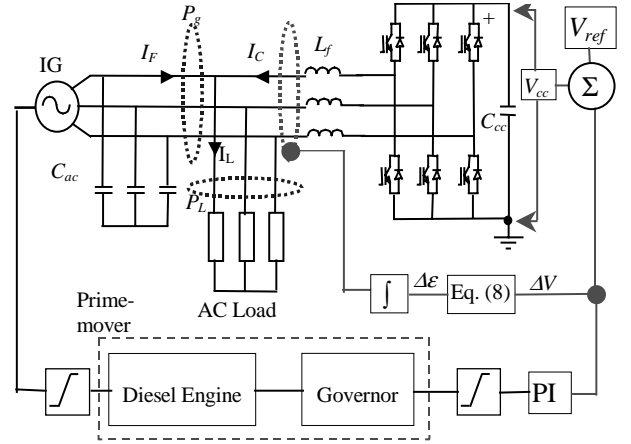 P_g
V_ref
I_F
I_C
L_f
+
IG
V_cc
Σ
C_cc
C_ac
I_L
P_L
∫
Δε
Eq. (8)
ΔV
AC Load
Prime-
mover
Diesel Engine
Governor
PI